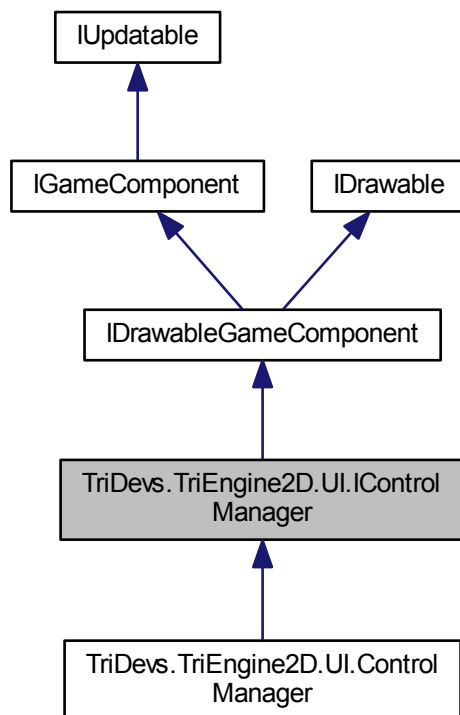 IUpdatable
IGameComponent
IDrawable
IDrawableGameComponent
TriDevs.TriEngine2D.UI.IControl
Manager
TriDevs.TriEngine2D.UI.Control
Manager